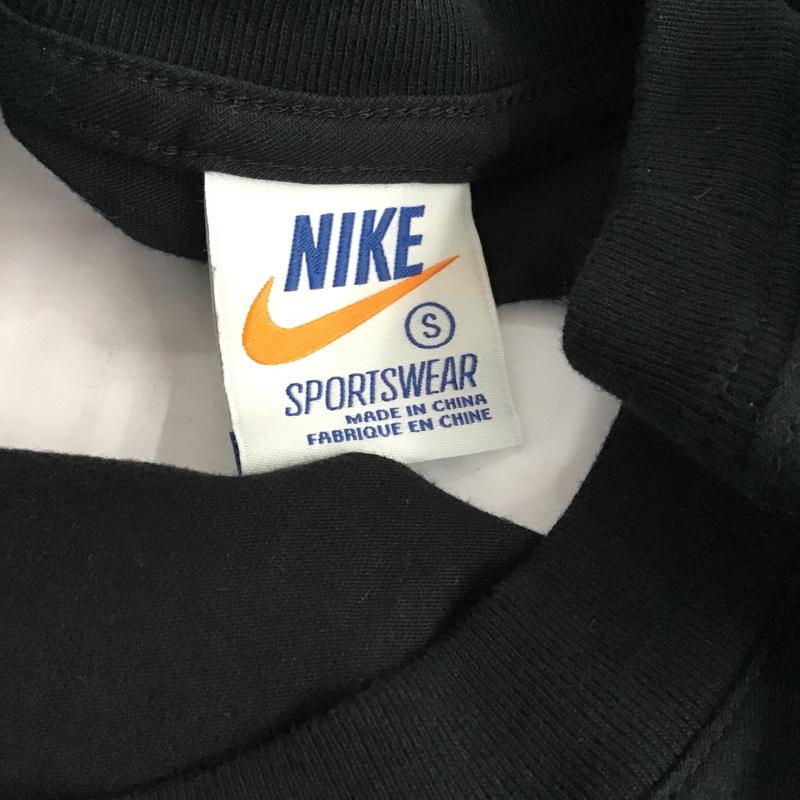 NIKE
S
SPORTSWEAR
MADE IN CHINA
FABRIQUE EN CHINE